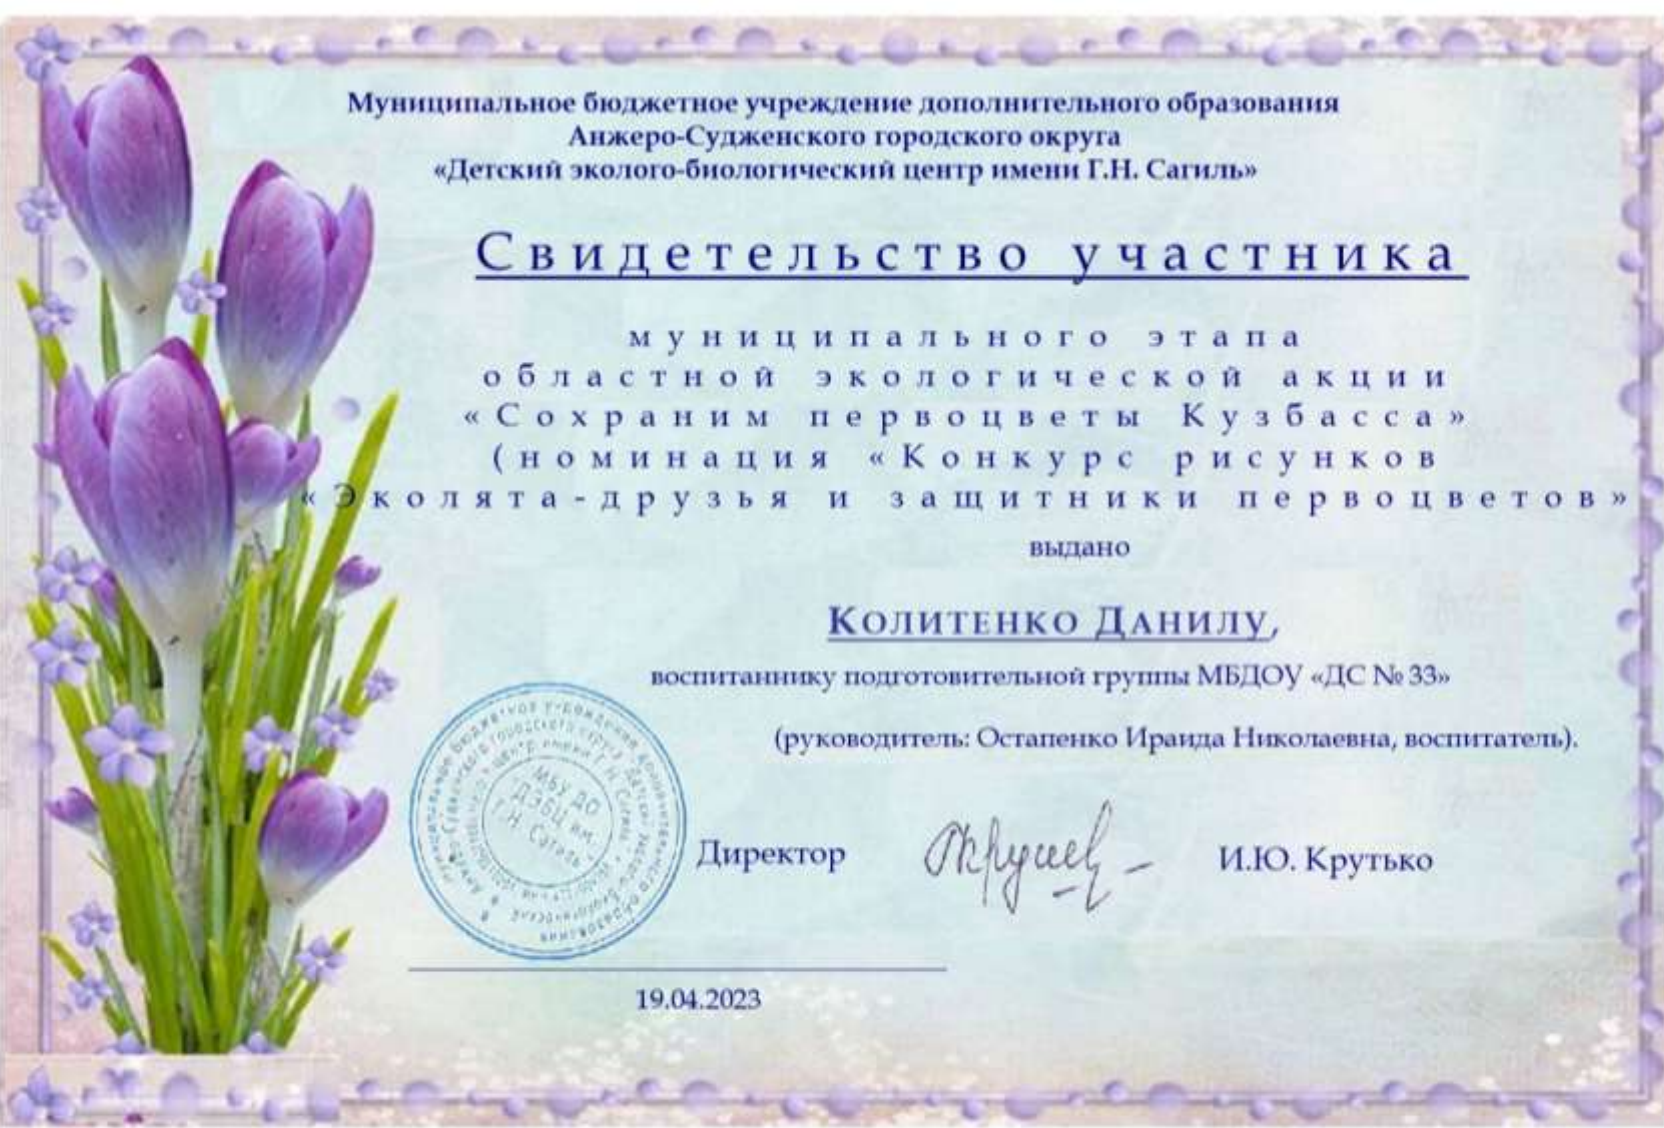 Муниципальное бюджетное учреждение дополнительного образования
Анжеро-Судженского городского округа
«Детский эколого-биологический центр имени Г.Н. Сагиль»
Свидетельство участника
муниципального этапа
областной экологической акции
«Сохраним первоцветы Кузбасса»
(номинация «Конкурс рисунков
«Эколята-друзья и защитники первоцветов»
выдано
Колитенко Данилу,
воспитаннику подготовительной группы МБДОУ «ДС № 33»
(руководитель: Остапенко Ираида Николаевна, воспитатель).
МБУ ДО
ДЭБЦ им.
Г.Н. Сагиль
Директор
И.Ю. Крутько
19.04.2023